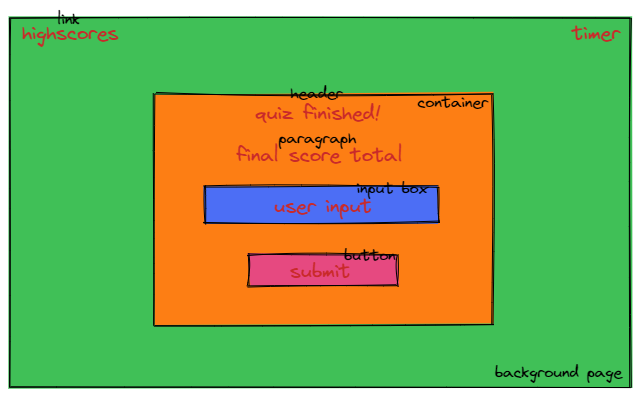 link
highscores
timer
header
container
quiz finished!
paragraph
final score total
input box
user input
button
submit
background page